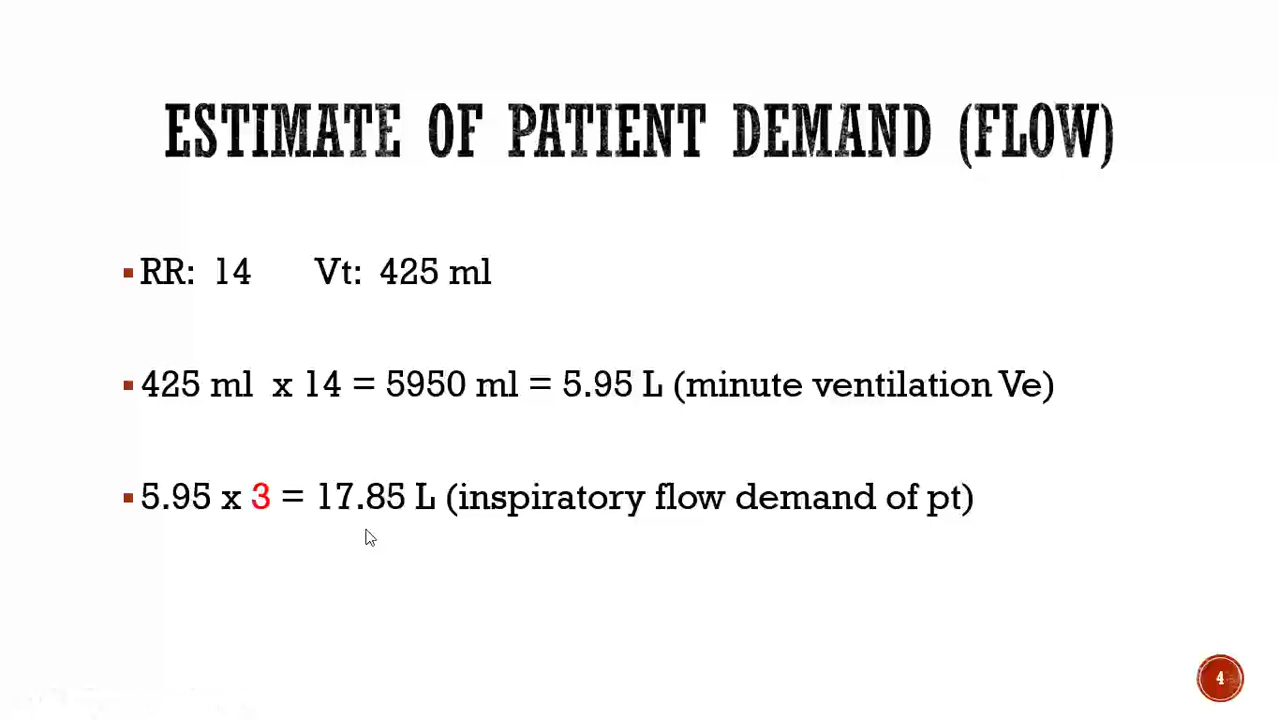 ESTIMATE OF PATIENT DEMAND (FLOW)
RR: 14 Vt: 425 ml
425 ml x 14 = 5950 ml = 5.95 L (minute ventilation Ve)
5.95 x 3 = 17.85 L (inspiratory flow demand of pt)
4